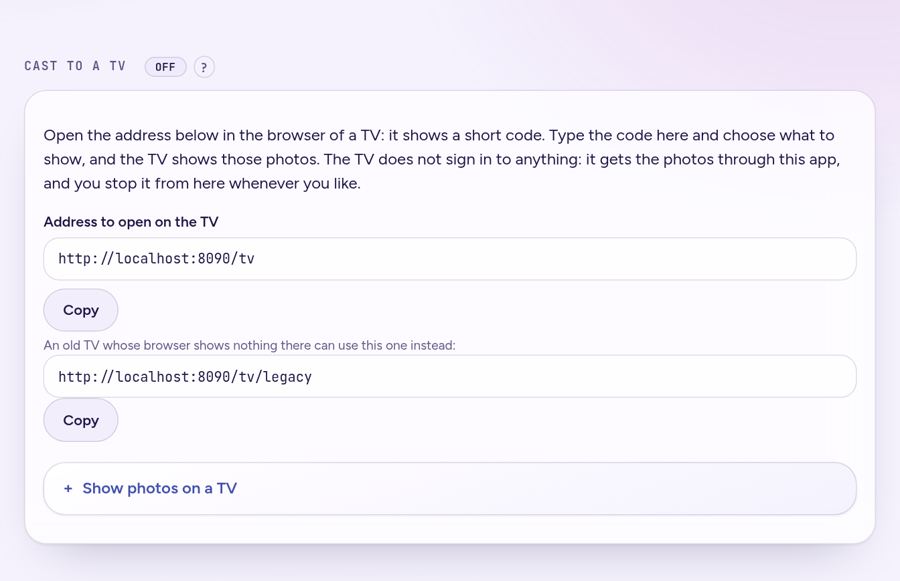 CAST TO A TV OFF ?
Open the address below in the browser of a TV: it shows a short code. Type the code here and choose what to
show, and the TV shows those photos. The TV does not sign in to anything: it gets the photos through this app,
and you stop it from here whenever you like.
Address to open on the TV
http://localhost:8090/tv
Copy
An old TV whose browser shows nothing there can use this one instead:
http://localhost:8090/tv/legacy
Copy
+ Show photos on a TV